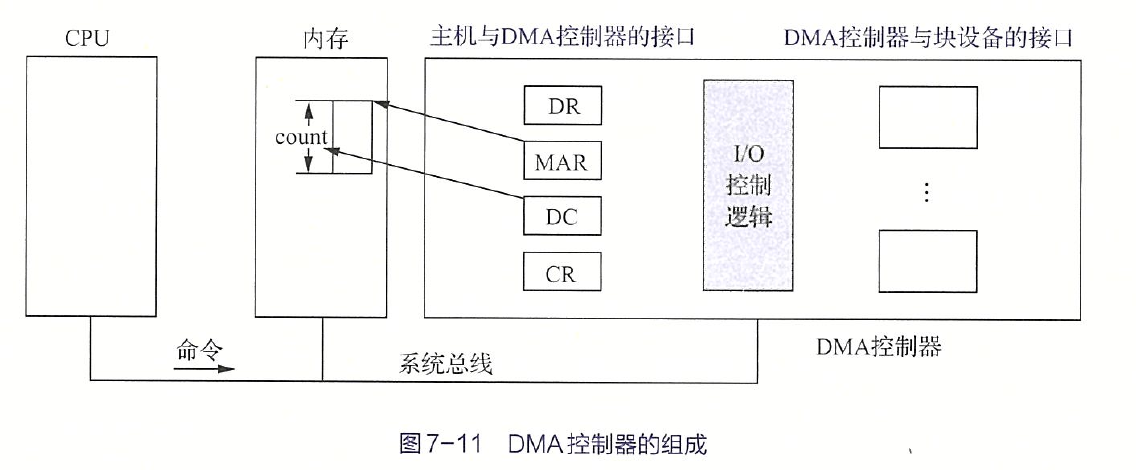 CPU
内存
主机与DMA控制器的接口
DMA控制器与块设备的接口
count
DR
MAR
DC
CR
I/O
控制
逻辑
⋮
命令
系统总线
DMA控制器
图7-11 DMA控制器的组成